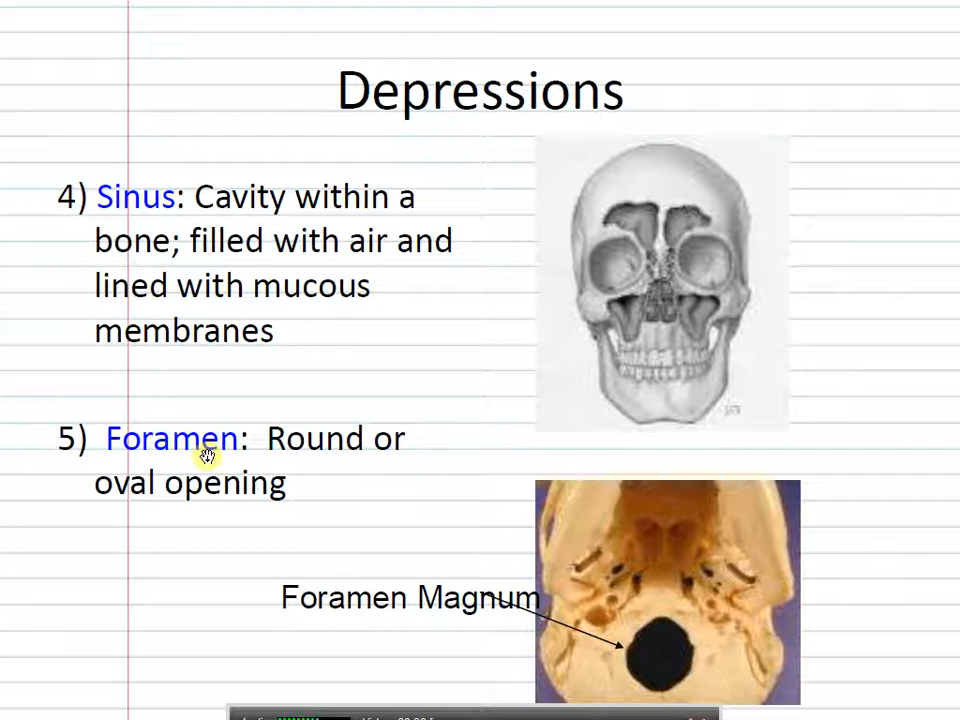 Depressions
4) Sinus: Cavity within a
bone; filled with air and
lined with mucous
membranes
5) Foramen: Round or
oval opening
Foramen Magnum